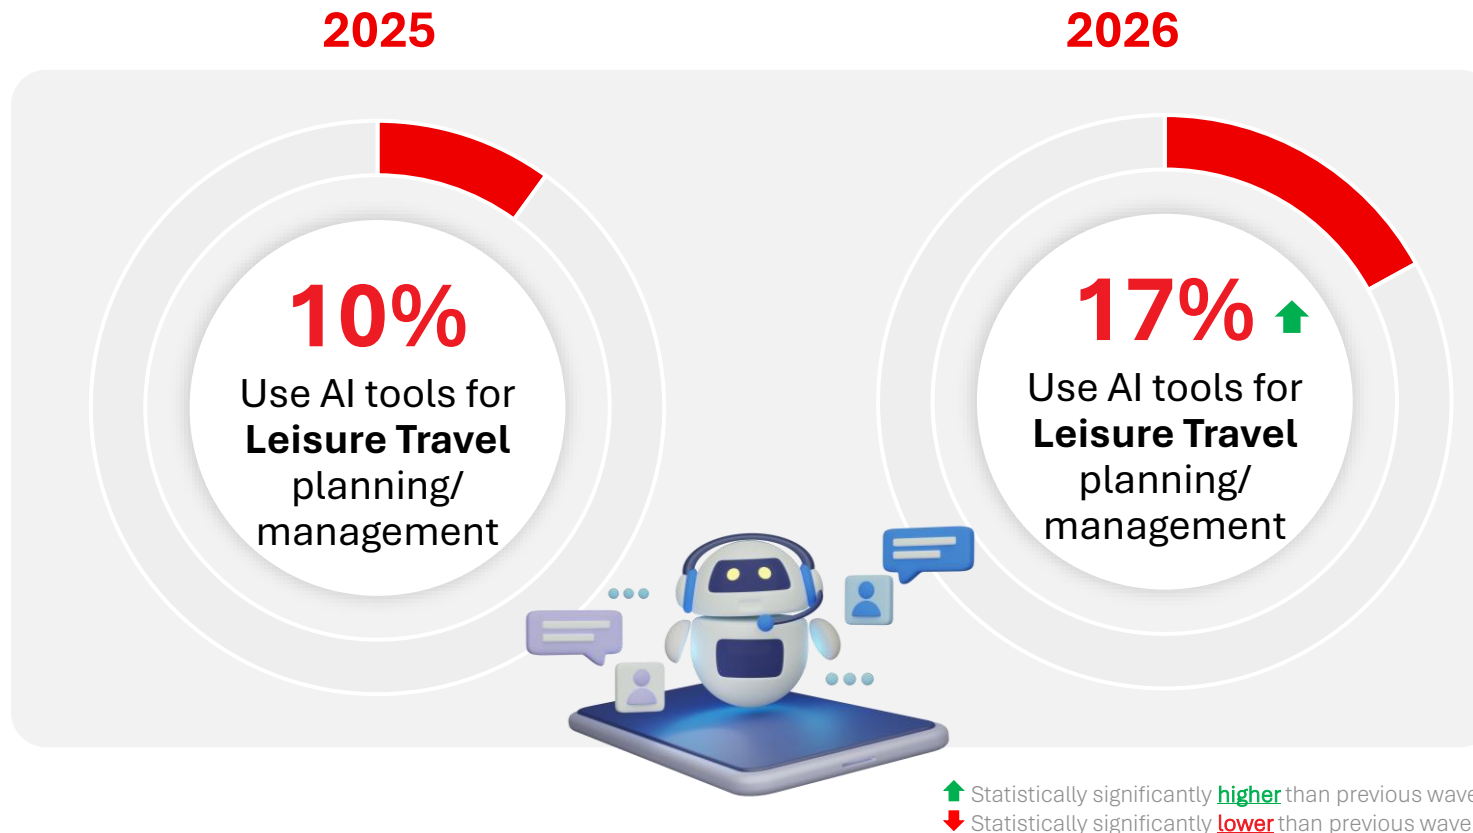 2025
2026
10%
Use AI tools for
Leisure Travel
planning/
management
17%
Use AI tools for
Leisure Travel
planning/
management
Statistically significantly higher than previous wave
Statistically significantly lower than previous wave